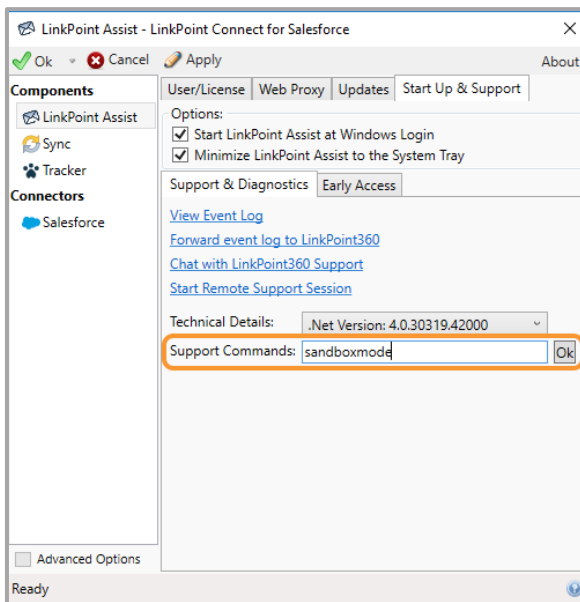 LinkPoint Assist - LinkPoint Connect for Salesforce
Ok Cancel Apply About
Components
LinkPoint Assist
Sync
Tracker
Connectors
Salesforce
User/License Web Proxy Updates Start Up & Support
Options:
Start LinkPoint Assist at Windows Login
Minimize LinkPoint Assist to the System Tray
Support & Diagnostics Early Access
View Event Log
Forward event log to LinkPoint360
Chat with LinkPoint360 Support
Start Remote Support Session
Technical Details: .Net Version: 4.0.30319.42000
Support Commands: sandboxmode Ok
Advanced Options
Ready